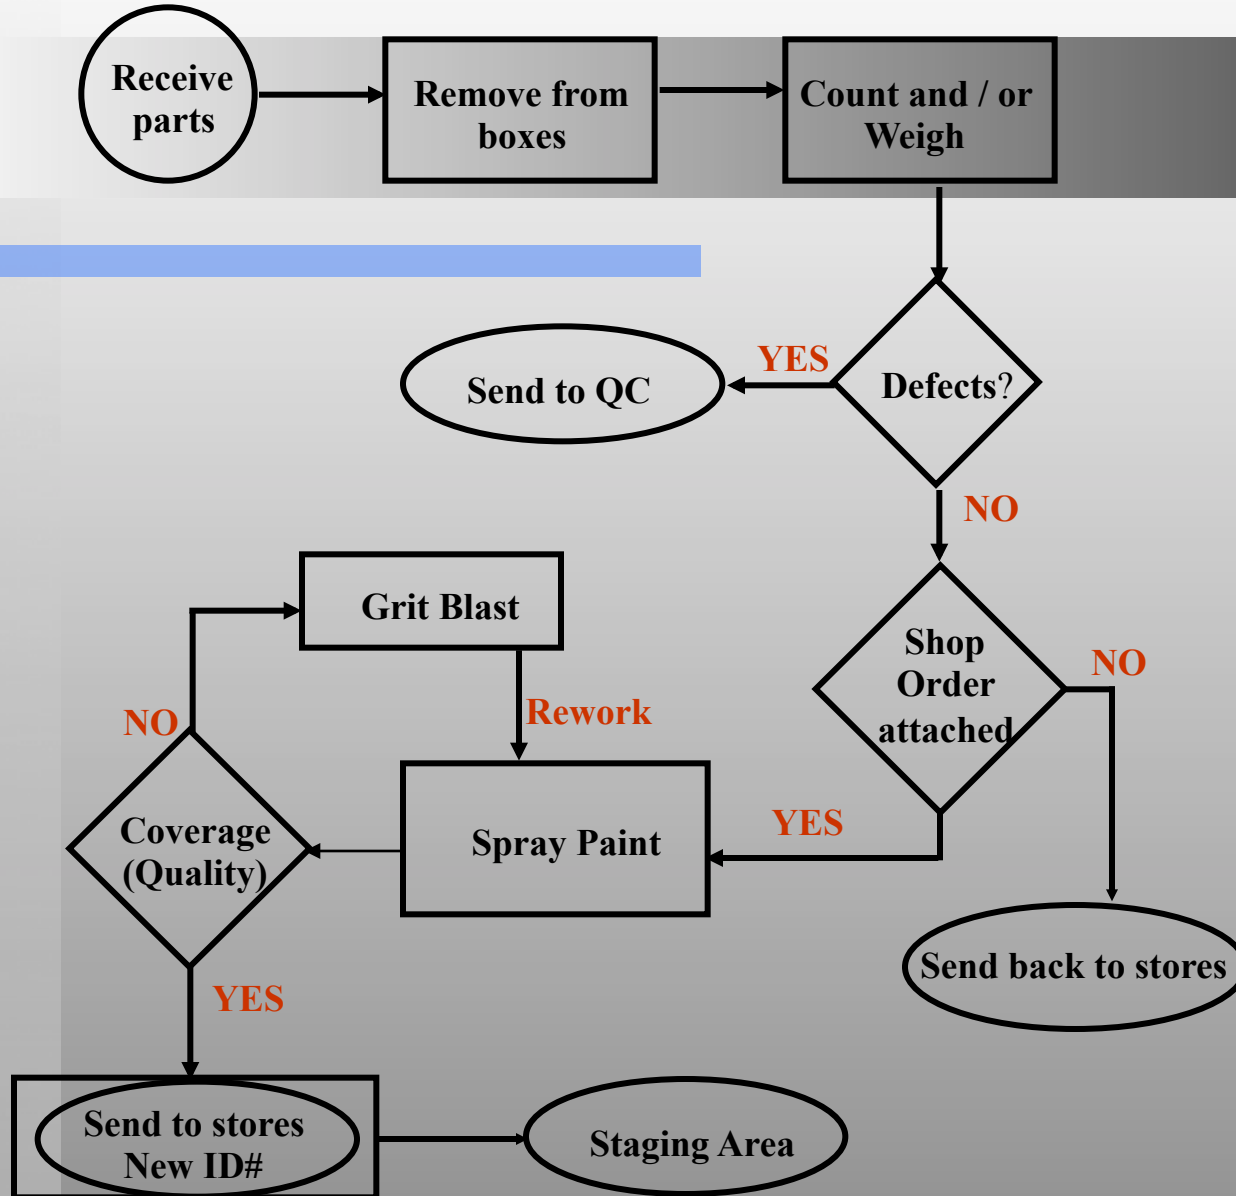 Receive
parts
Remove from
boxes
Count and / or
Weigh
Defects?
YES
Send to QC
NO
Shop
Order
attached
NO
Send back to stores
YES
Spray Paint
Coverage
(Quality)
NO
Grit Blast
Rework
YES
Send to stores
New ID#
Staging Area